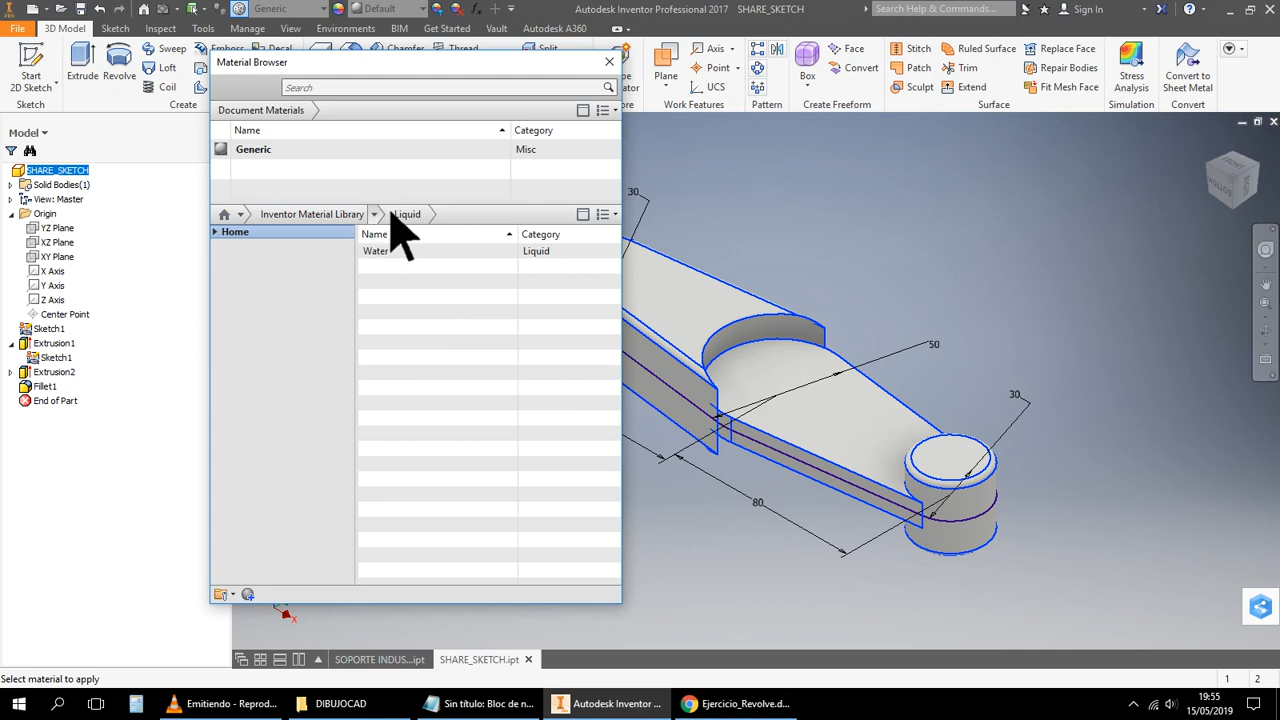 Generic
Default
Autodesk Inventor Professional 2017
SHARE_SKETCH
Search Help & Commands...
Sign In
File
3D Model
Sketch
Inspect
Tools
Manage
View
Environments
BIM
Get Started
Vault
Autodesk A360
Start
2D Sketch
Extrude
Revolve
Sweep
Loft
Coil
Emboss
Decal
Chamfer
Thread
Split
Plane
Axis
Point
UCS
Box
Face
Convert
Stitch
Patch
Sculpt
Ruled Surface
Trim
Extend
Replace Face
Repair Bodies
Fit Mesh Face
Stress
Analysis
Convert to
Sheet Metal
Sketch
Create
Work Features
Pattern
Create Freeform
Surface
Simulation
Convert
Material Browser
Search
Document Materials
Name
Category
Generic
Misc
Inventor Material Library
Liquid
Home
Name
Category
Water
Liquid
Model
SHARE_SKETCH
Solid Bodies(1)
View: Master
Origin
YZ Plane
XZ Plane
XY Plane
X Axis
Y Axis
Z Axis
Center Point
Sketch1
Extrusion1
Sketch1
Extrusion2
Fillet1
End of Part
30
50
30
80
FRONT
BOTTOM
X
SOPORTE INDUS...ipt
SHARE_SKETCH.ipt
Select material to apply
1
2
Emitiendo - Reprod...
DIBUJOCAD
Sin título: Bloc de n...
Autodesk Inventor ...
Ejercicio_Revolve.d...
19:55
15/05/2019